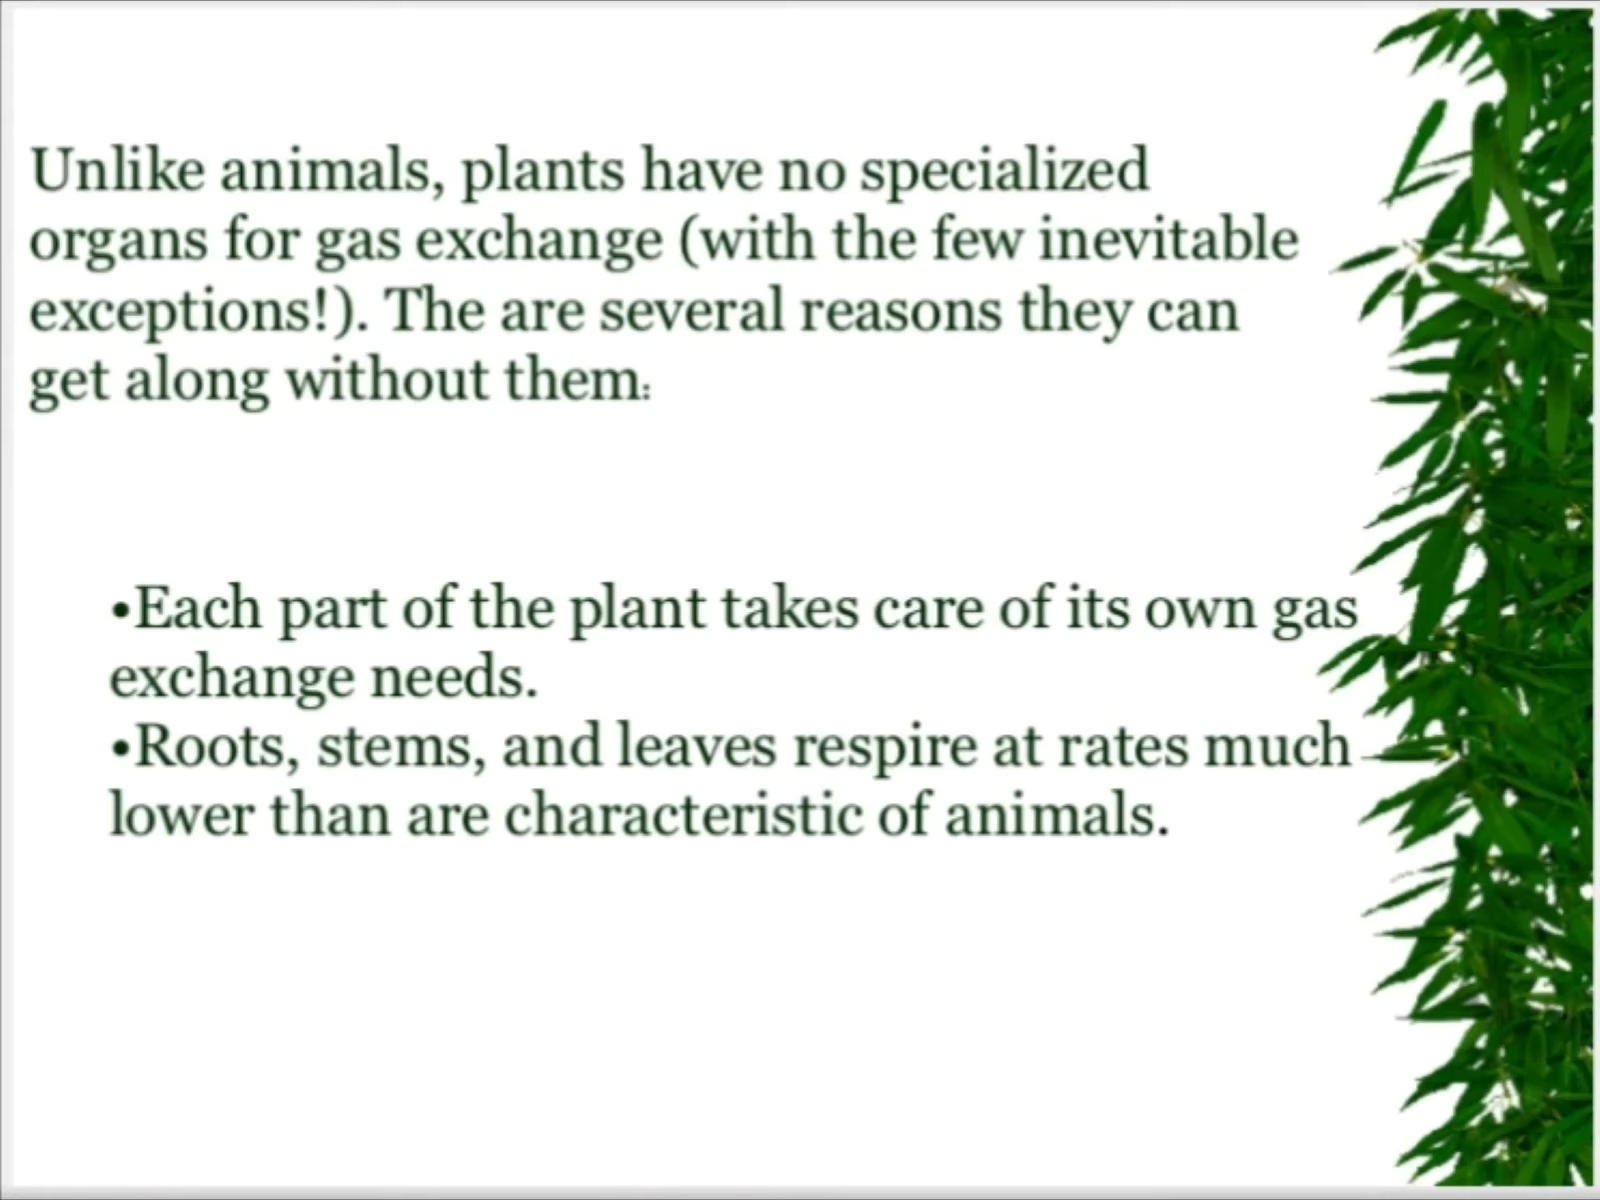 Unlike animals, plants have no specialized
organs for gas exchange (with the few inevitable
exceptions!). The are several reasons they can
get along without them:
•Each part of the plant takes care of its own gas
exchange needs.
•Roots, stems, and leaves respire at rates much
lower than are characteristic of animals.